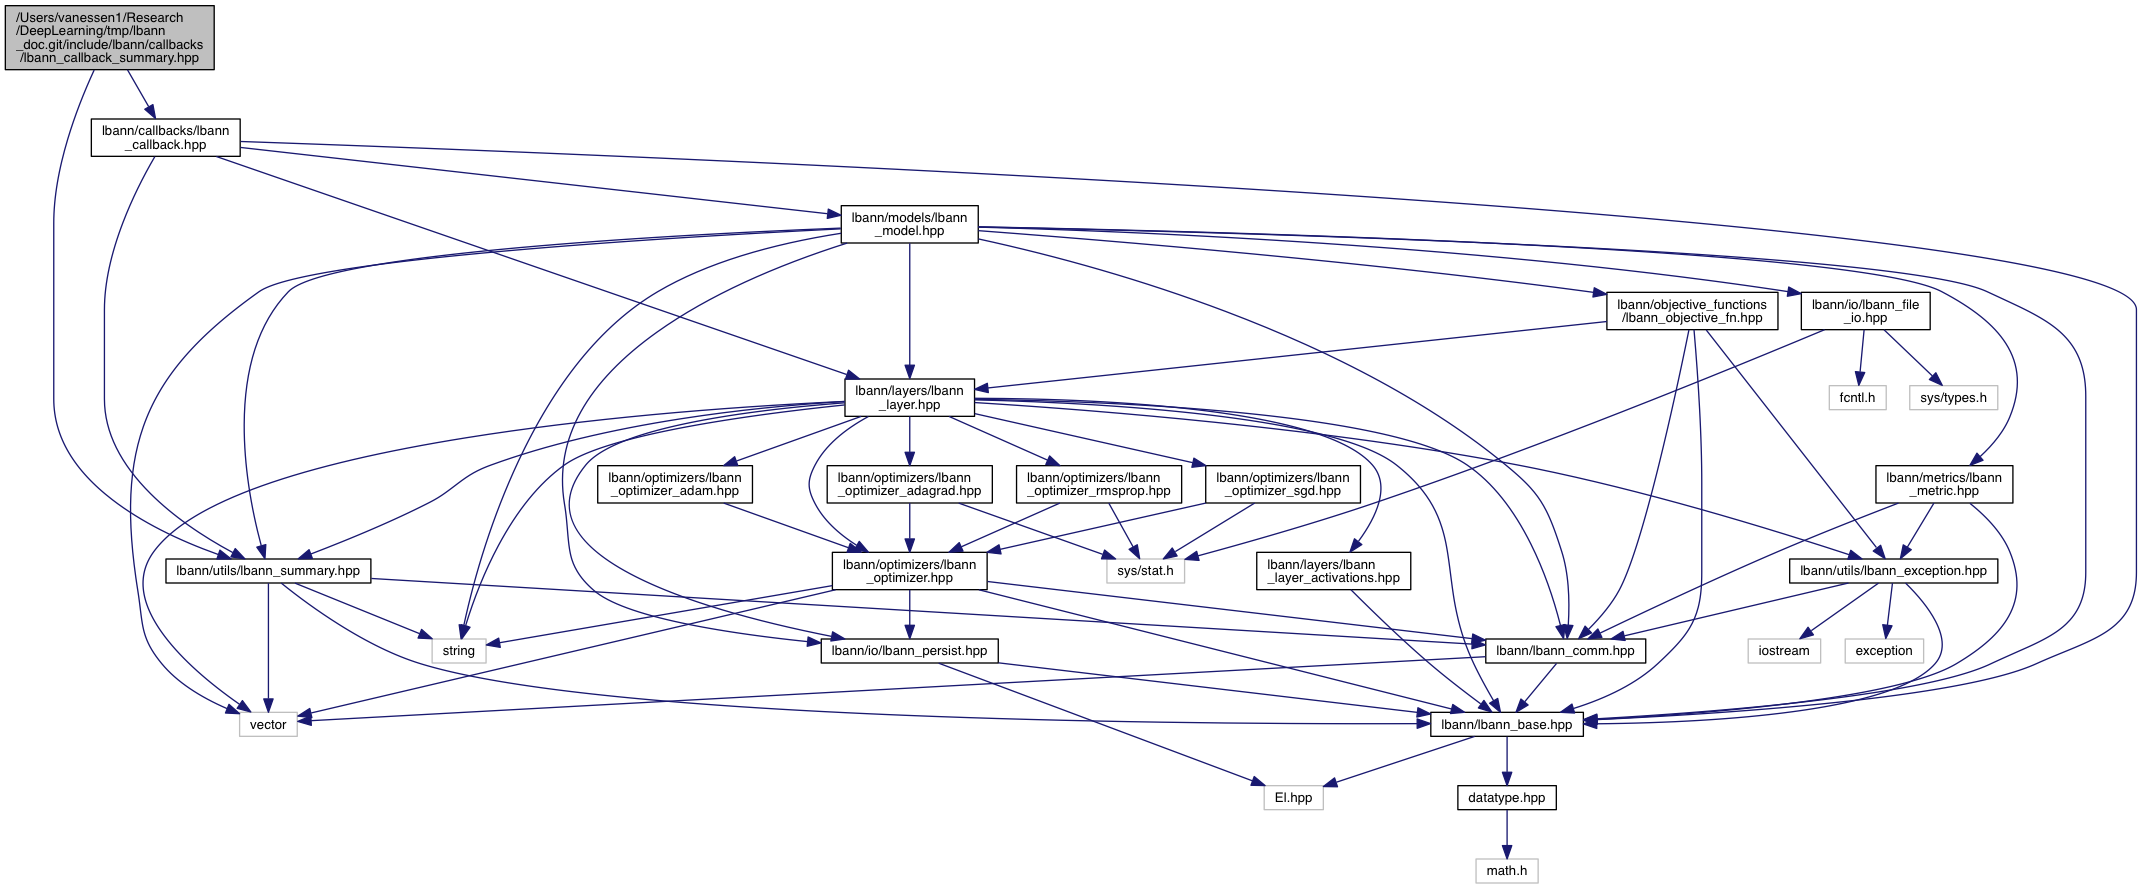 /Users/vanessen1/Research
/DeepLearning/tmp/lbann
_doc.git/include/lbann/callbacks
/lbann_callback_summary.hpp
lbann/callbacks/lbann
_callback.hpp
lbann/models/lbann
_model.hpp
lbann/objective_functions
/lbann_objective_fn.hpp
lbann/io/lbann_file
_io.hpp
lbann/layers/lbann
_layer.hpp
fcntl.h
sys/types.h
lbann/optimizers/lbann
_optimizer_adam.hpp
lbann/optimizers/lbann
_optimizer_adagrad.hpp
lbann/optimizers/lbann
_optimizer_rmsprop.hpp
lbann/optimizers/lbann
_optimizer_sgd.hpp
lbann/metrics/lbann
_metric.hpp
lbann/utils/lbann_summary.hpp
lbann/optimizers/lbann
_optimizer.hpp
sys/stat.h
lbann/layers/lbann
_layer_activations.hpp
lbann/utils/lbann_exception.hpp
string
lbann/io/lbann_persist.hpp
lbann/lbann_comm.hpp
iostream
exception
vector
lbann/lbann_base.hpp
El.hpp
datatype.hpp
math.h